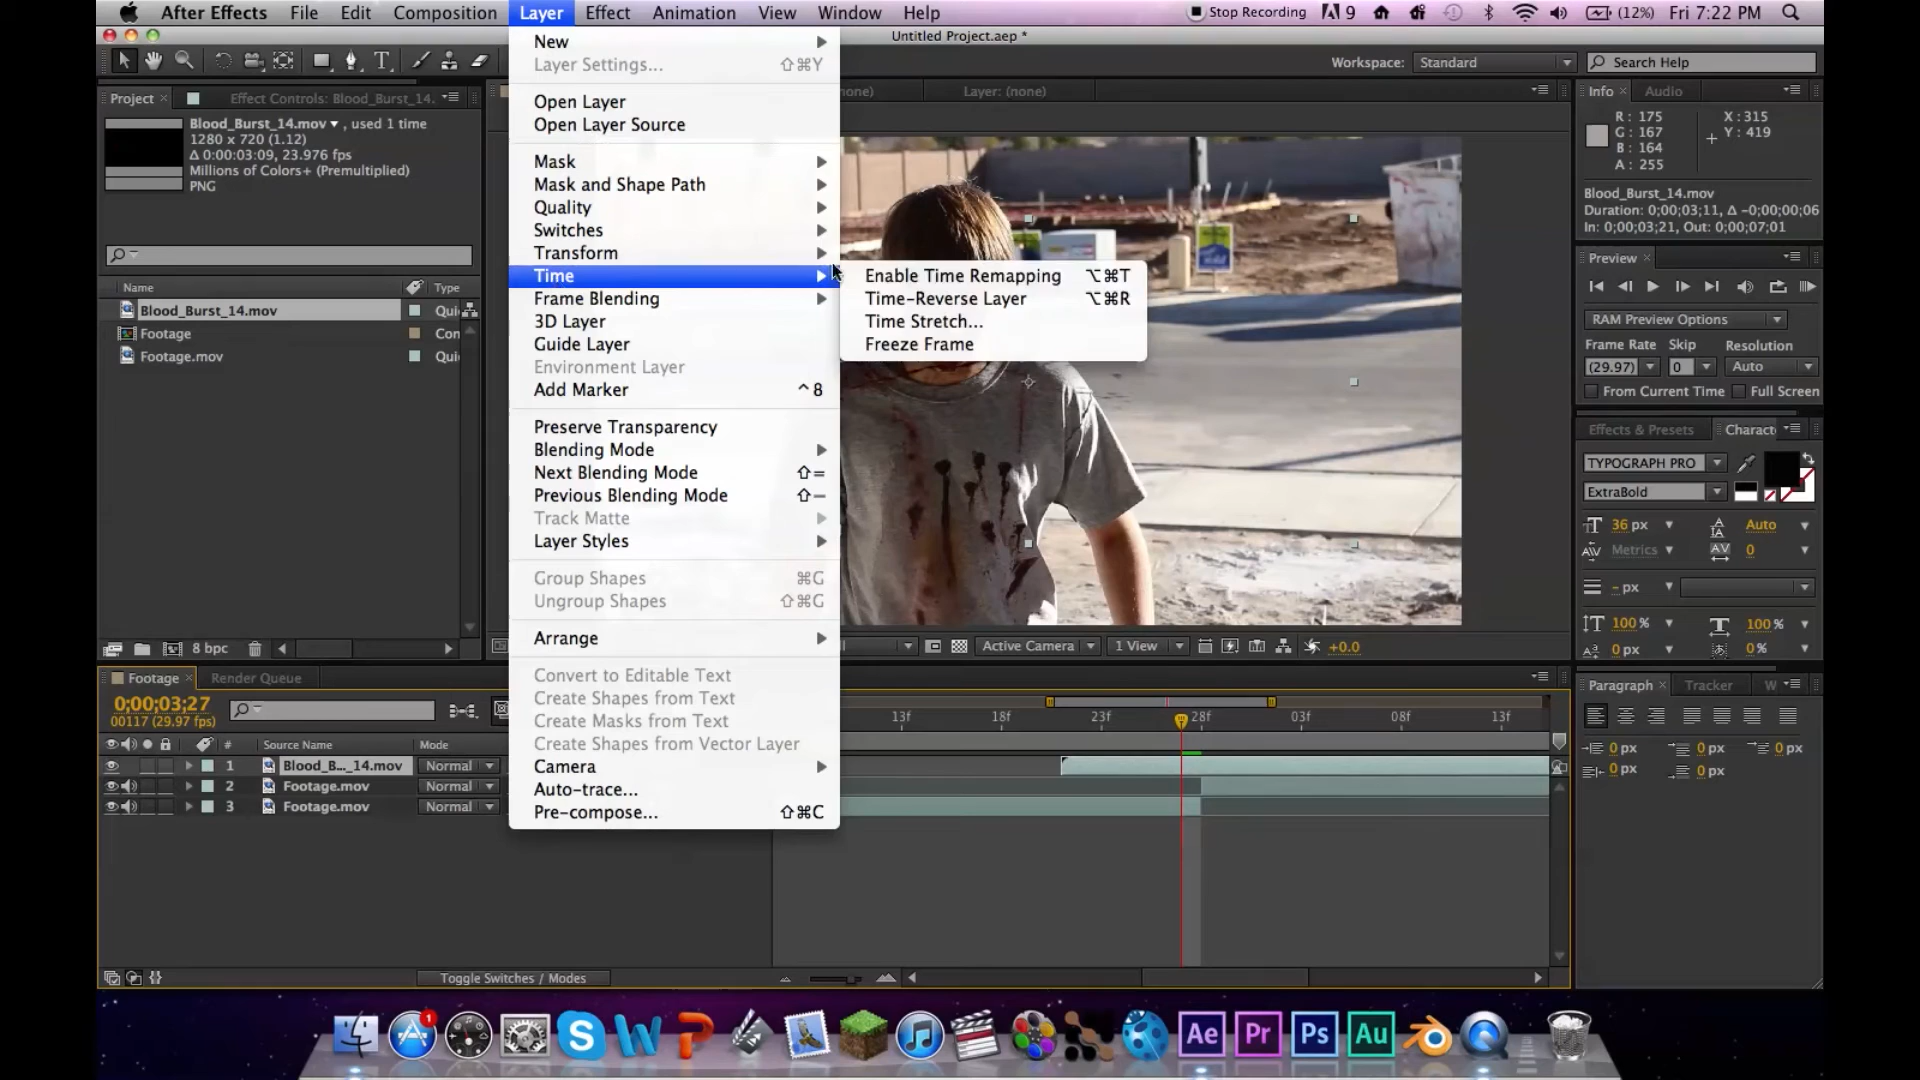 After Effects File Edit Composition Layer Effect Animation View Window Help Stop Recording 9 (12%) Fri 7:22 PM
Untitled Project.aep *
Workspace: Standard Search Help
Project Effect Controls: Blood_Burst_14.
Blood_Burst_14.mov , used 1 time
1280 x 720 (1.12)
Δ 0:00:03:09, 23.976 fps
Millions of Colors+ (Premultiplied)
PNG
Name Type
Blood_Burst_14.mov Qui
Footage Con
Footage.mov Qui
8 bpc
New
Layer Settings... ⇧⌘Y
Open Layer
Open Layer Source
Mask
Mask and Shape Path
Quality
Switches
Transform
Time
Frame Blending
3D Layer
Guide Layer
Environment Layer
Add Marker ^ 8
Preserve Transparency
Blending Mode
Next Blending Mode ⇧=
Previous Blending Mode ⇧−
Track Matte
Layer Styles
Group Shapes ⌘G
Ungroup Shapes ⇧⌘G
Arrange
Convert to Editable Text
Create Shapes from Text
Create Masks from Text
Create Shapes from Vector Layer
Camera
Auto-trace...
Pre-compose... ⇧⌘C
Enable Time Remapping ⌥⌘T
Time-Reverse Layer ⌥⌘R
Time Stretch...
Freeze Frame
none) Layer: (none)
Active Camera 1 View +0.0
Info Audio
R: 175
G: 167
B: 164
A: 255
X: 315
Y: 419
Blood_Burst_14.mov
Duration: 0;00;03;11, Δ -0;00;00;06
In: 0;00;03;21, Out: 0;00;07;01
Preview
RAM Preview Options
Frame Rate Skip Resolution
(29.97) 0 Auto
From Current Time Full Screen
Effects & Presets Charact
TYPOGRAPH PRO
ExtraBold
36 px Auto
Metrics 0
- px
100 % 100 %
0 px 0 %
Paragraph Tracker W
0 px 0 px 0 px
0 px 0 px
Footage Render Queue
0;00;03;27
00117 (29.97 fps)
# Source Name Mode
1 Blood_B..._14.mov Normal
2 Footage.mov Normal
3 Footage.mov Normal
13f 18f 23f 28f 03f 08f 13f
Toggle Switches / Modes
1
S W P Ae Pr Ps Au